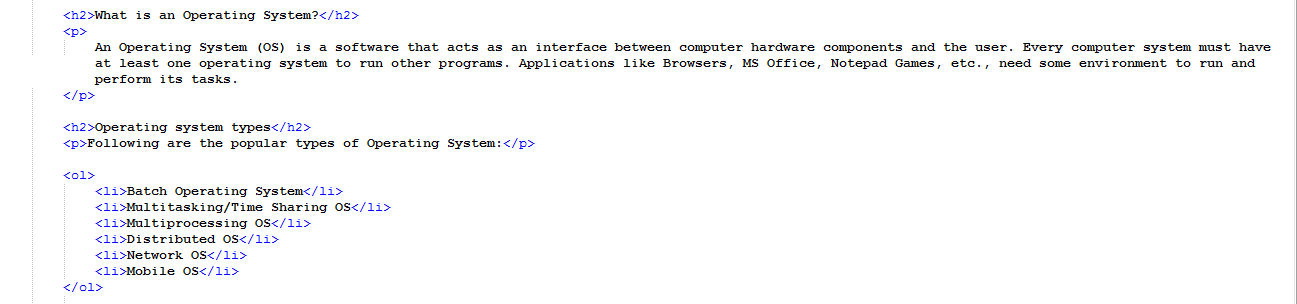 <h2>What is an Operating System?</h2>
<p>
An Operating System (OS) is a software that acts as an interface between computer hardware components and the user. Every computer system must have
at least one operating system to run other programs. Applications like Browsers, MS Office, Notepad Games, etc., need some environment to run and
perform its tasks.
</p>
<h2>Operating system types</h2>
<p>Following are the popular types of Operating System:</p>
<ol>
<li>Batch Operating System</li>
<li>Multitasking/Time Sharing OS</li>
<li>Multiprocessing OS</li>
<li>Distributed OS</li>
<li>Network OS</li>
<li>Mobile OS</li>
</ol>